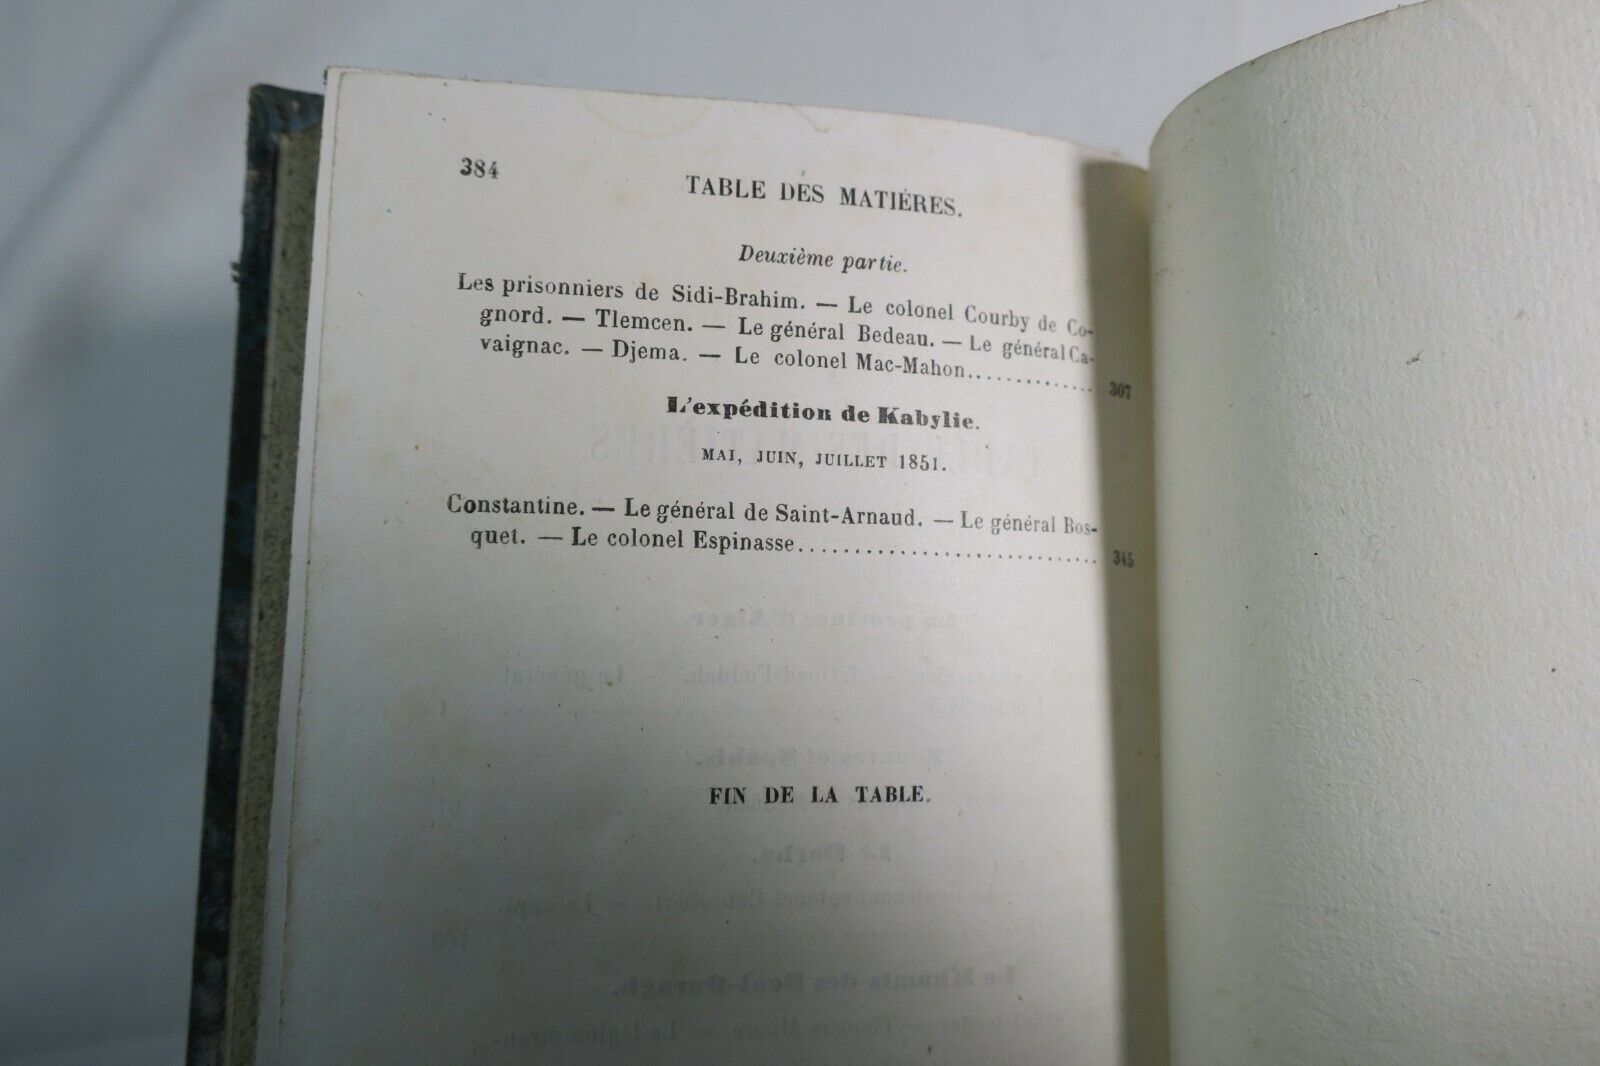 384
TABLE DES MATIÈRES.
Deuxième partie.
Les prisonniers de Sidi-Brahim. — Le colonel Courby de Co-
gnord. — Tlemcen. — Le général Bedeau. — Le général Ca-
vaignac. — Djema. — Le colonel Mac-Mahon.............. 307
L'expédition de Kabylie.
MAI, JUIN, JUILLET 1851.
Constantine. — Le général de Saint-Arnaud. — Le général Bos-
quet. — Le colonel Espinasse............................ 345
FIN DE LA TABLE.